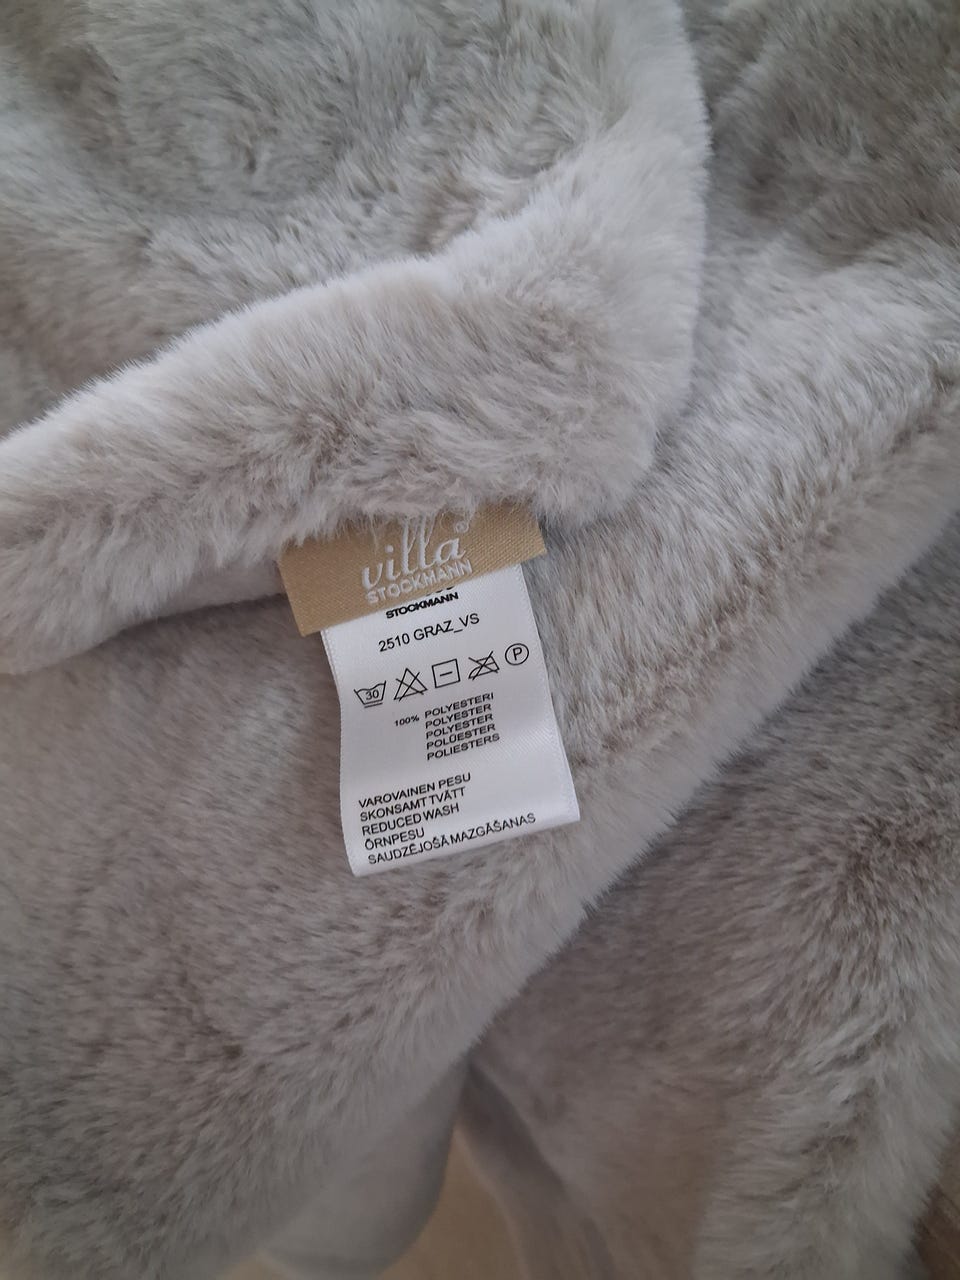 villa
STOCKMANN
STOCKMANN
2510 GRAZ_VS
30 P
100% POLYESTERI
POLYESTER
POLYESTER
POLÜESTER
POLIESTERS
VAROVAINEN PESU
SKONSAMT TVÄTT
REDUCED WASH
ÕRNPESU
SAUDZĒJOŠĀ MAZGĀŠANAS